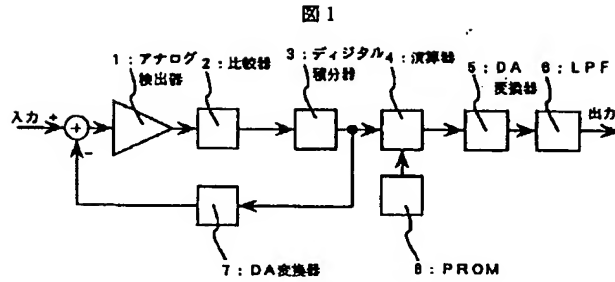 図1
1:アナログ
検出器
2:比較器
3:ディジタル
積分器
4:演算器
5:DA
変換器
6:LPF
入力
+
+
−
出力
7:DA変換器
8:PROM